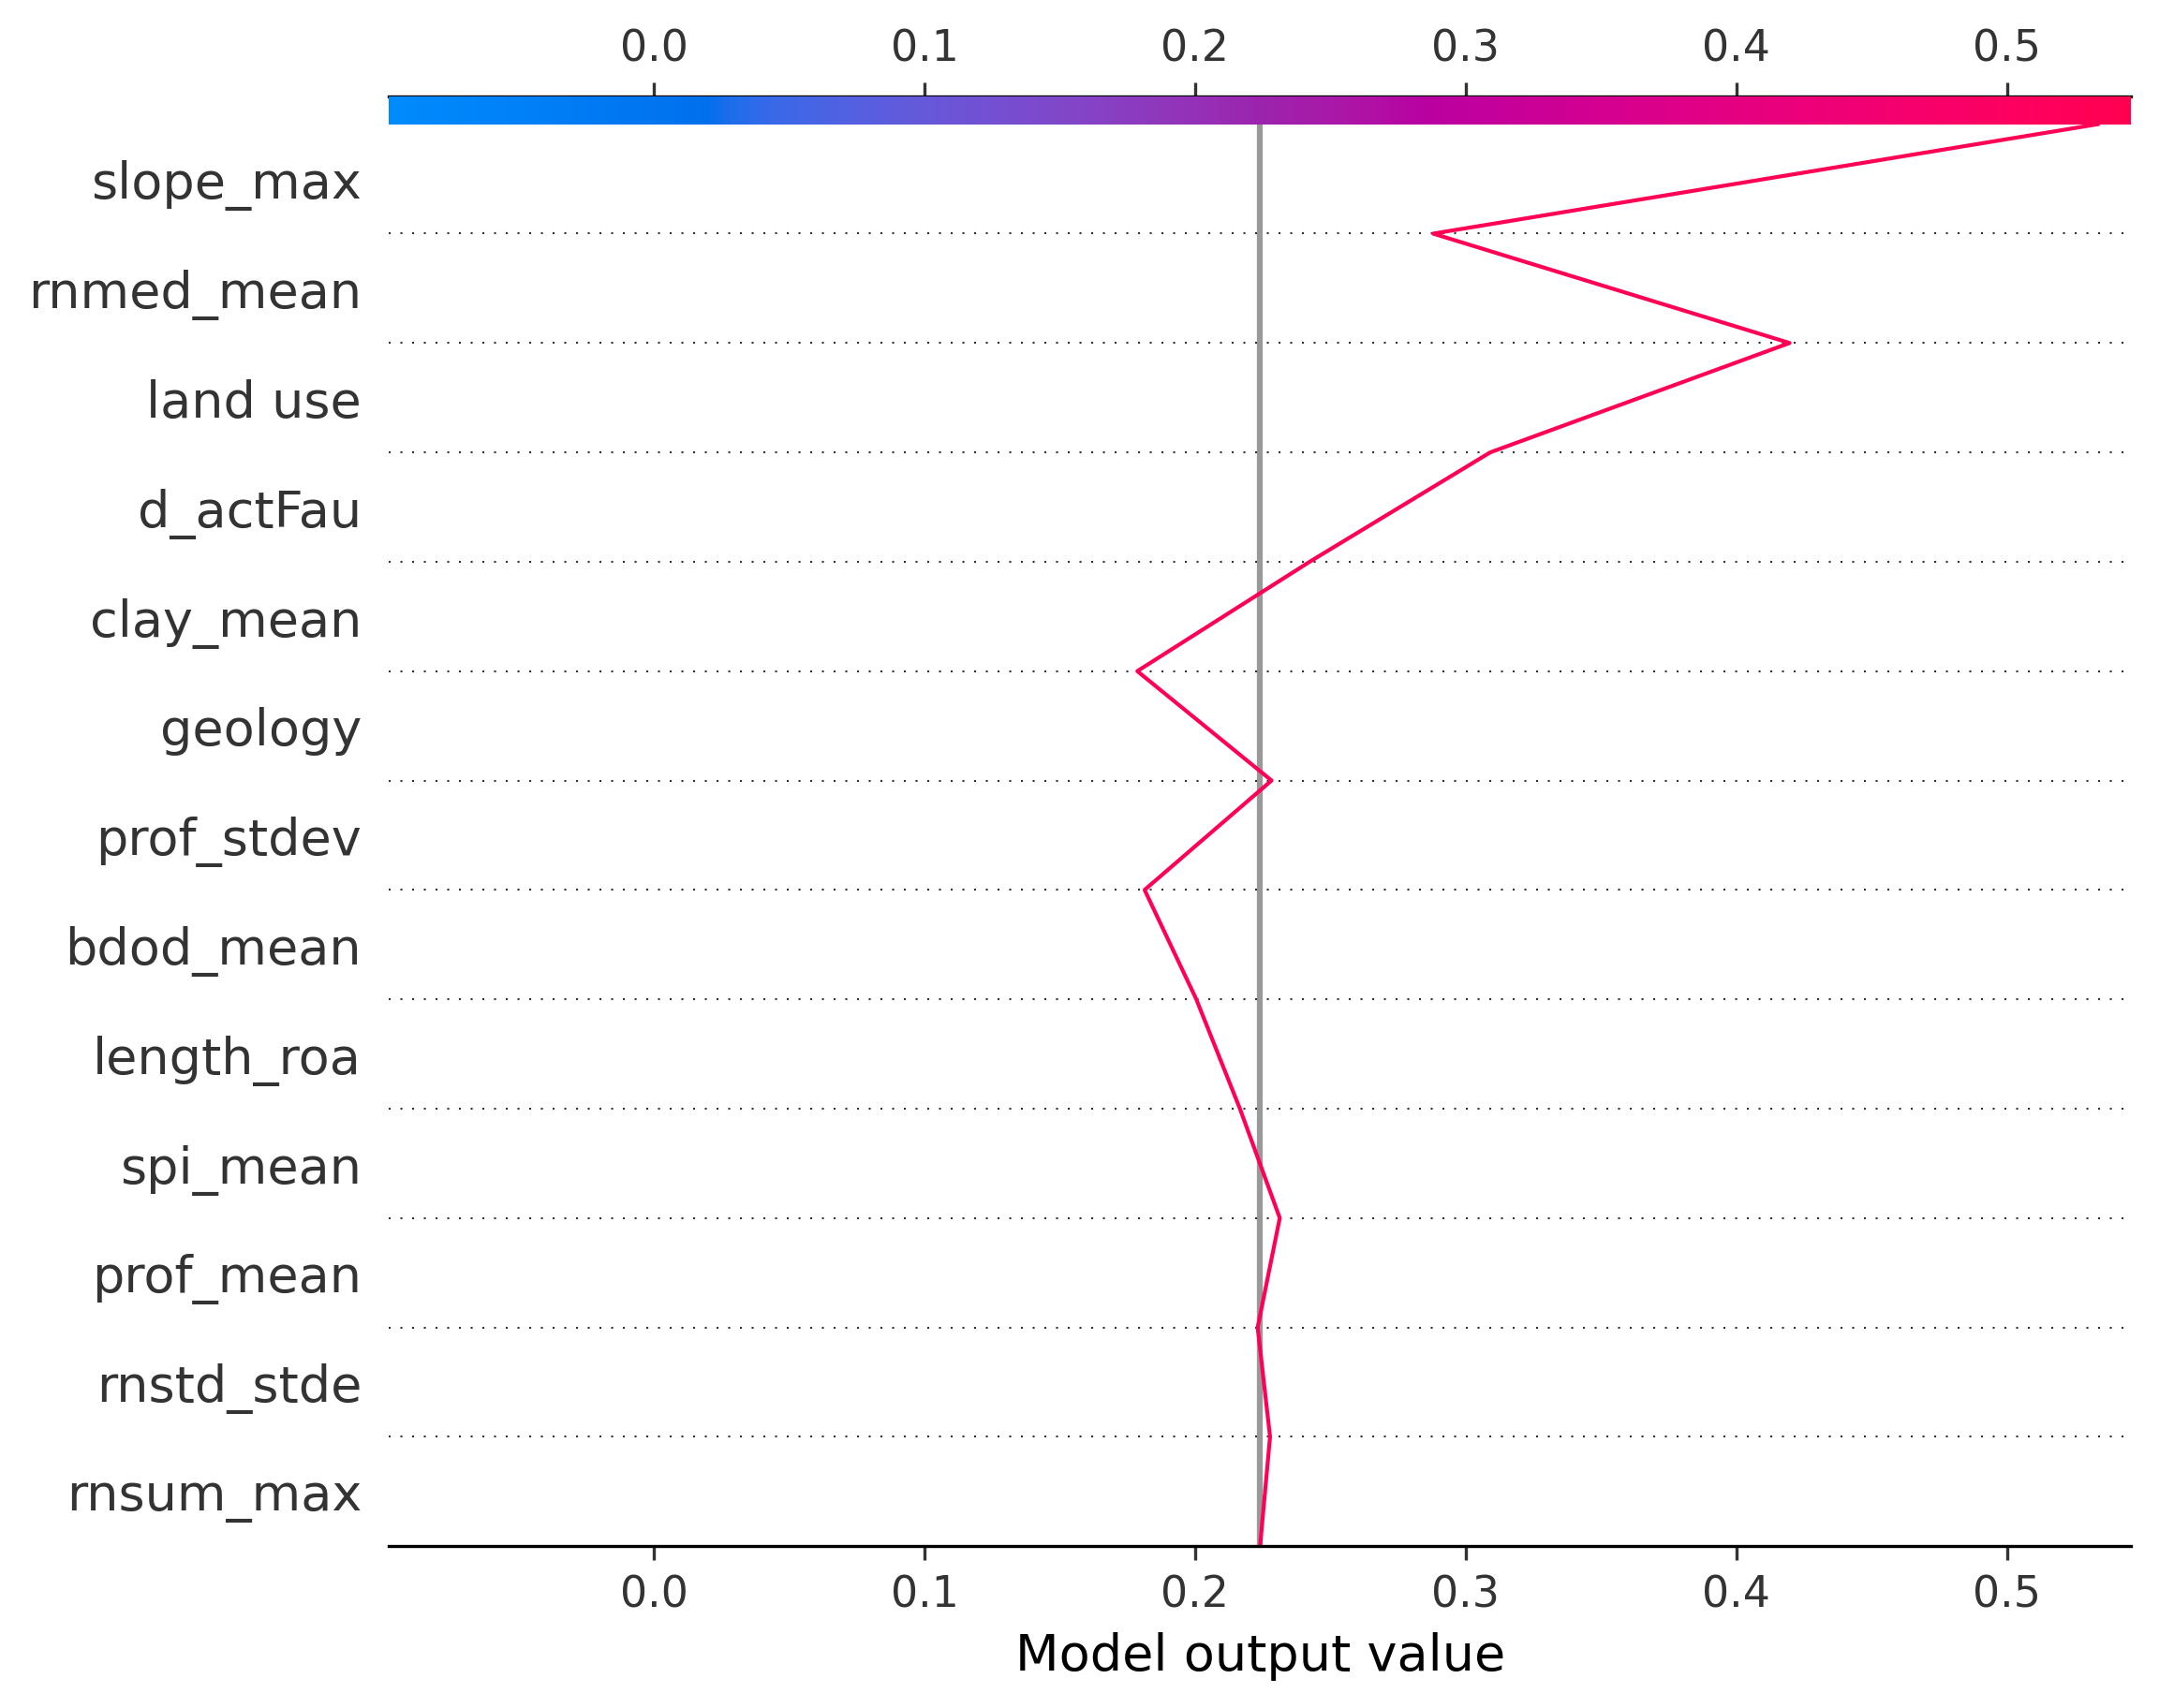 0.0 0.1 0.2 0.3 0.4 0.5
slope_max
rnmed_mean
land use
d_actFau
clay_mean
geology
prof_stdev
bdod_mean
length_roa
spi_mean
prof_mean
rnstd_stde
rnsum_max
0.0 0.1 0.2 0.3 0.4 0.5
Model output value